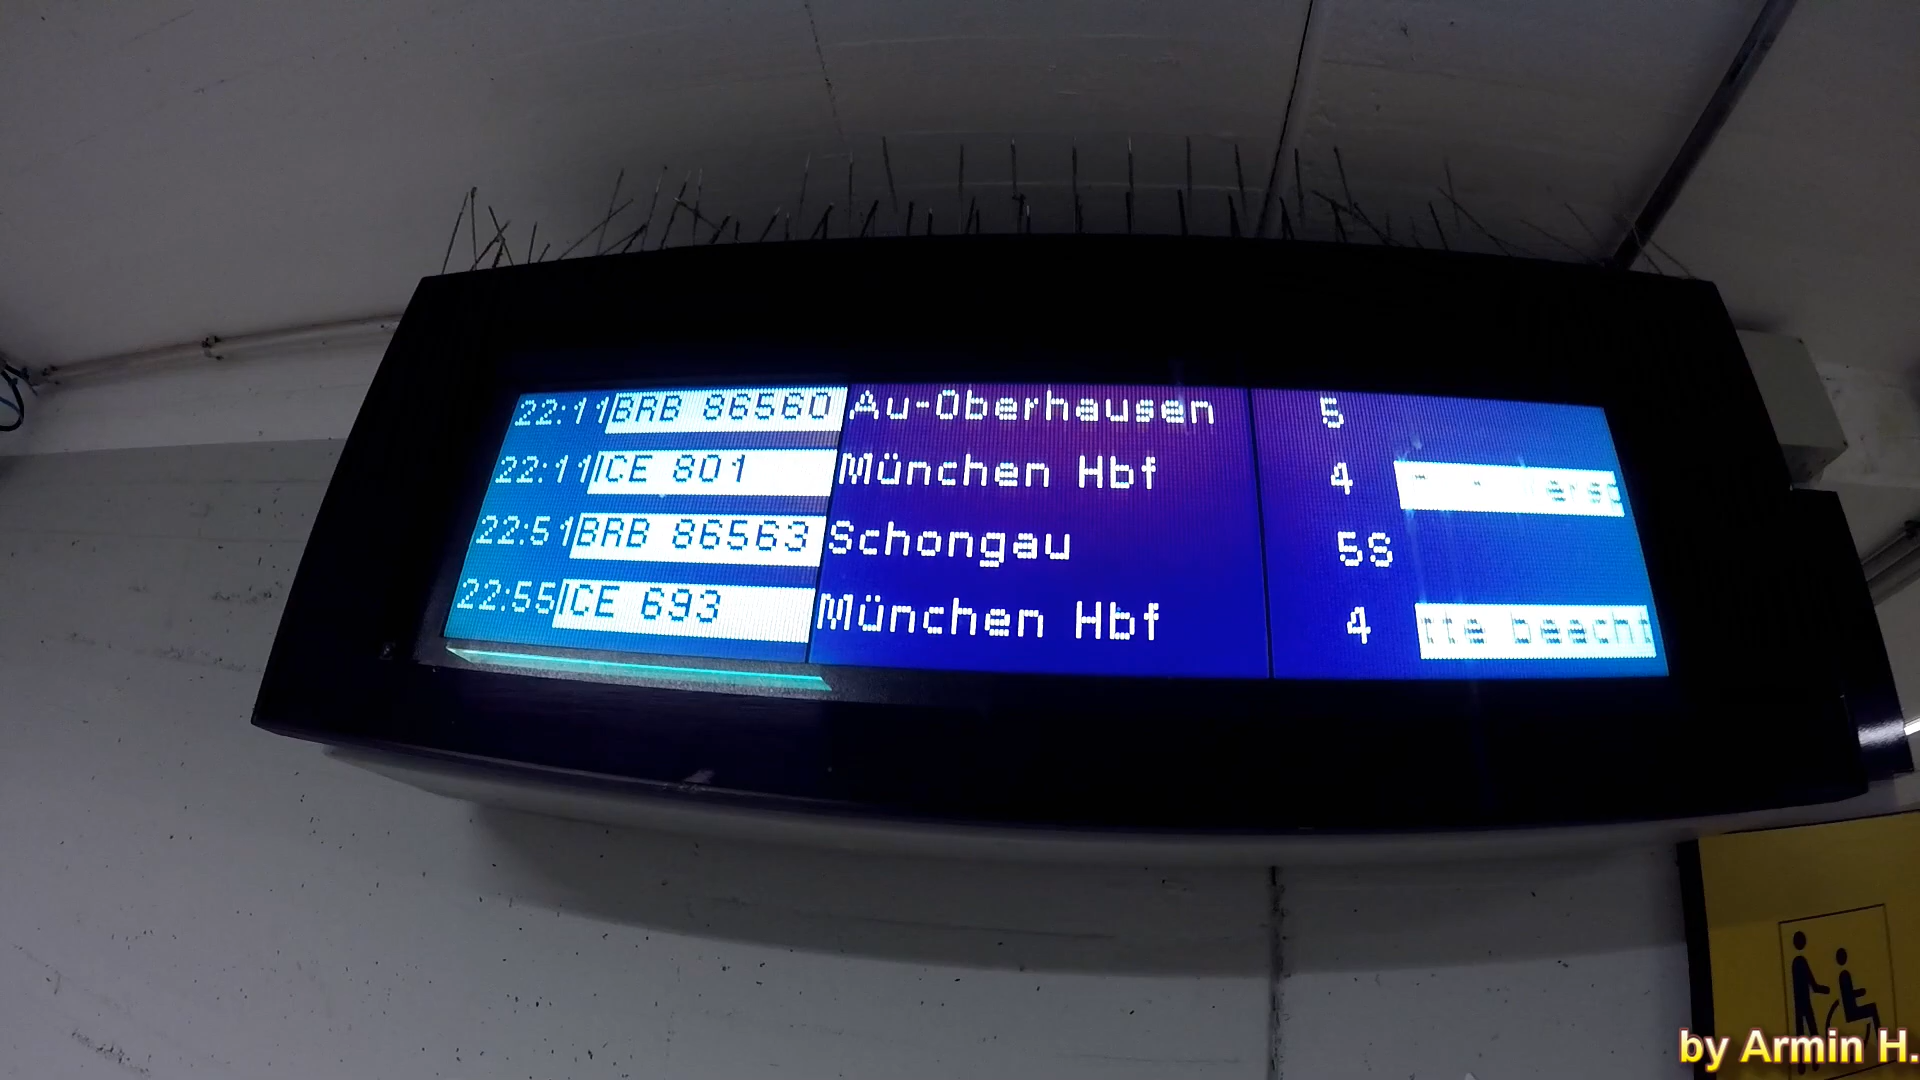 22:11 BRB 86560 Au-Oberhausen 5
22:11 ICE 801 München Hbf 4
22:51 BRB 86563 Schongau 5S
22:55 ICE 693 München Hbf 4
by Armin H.